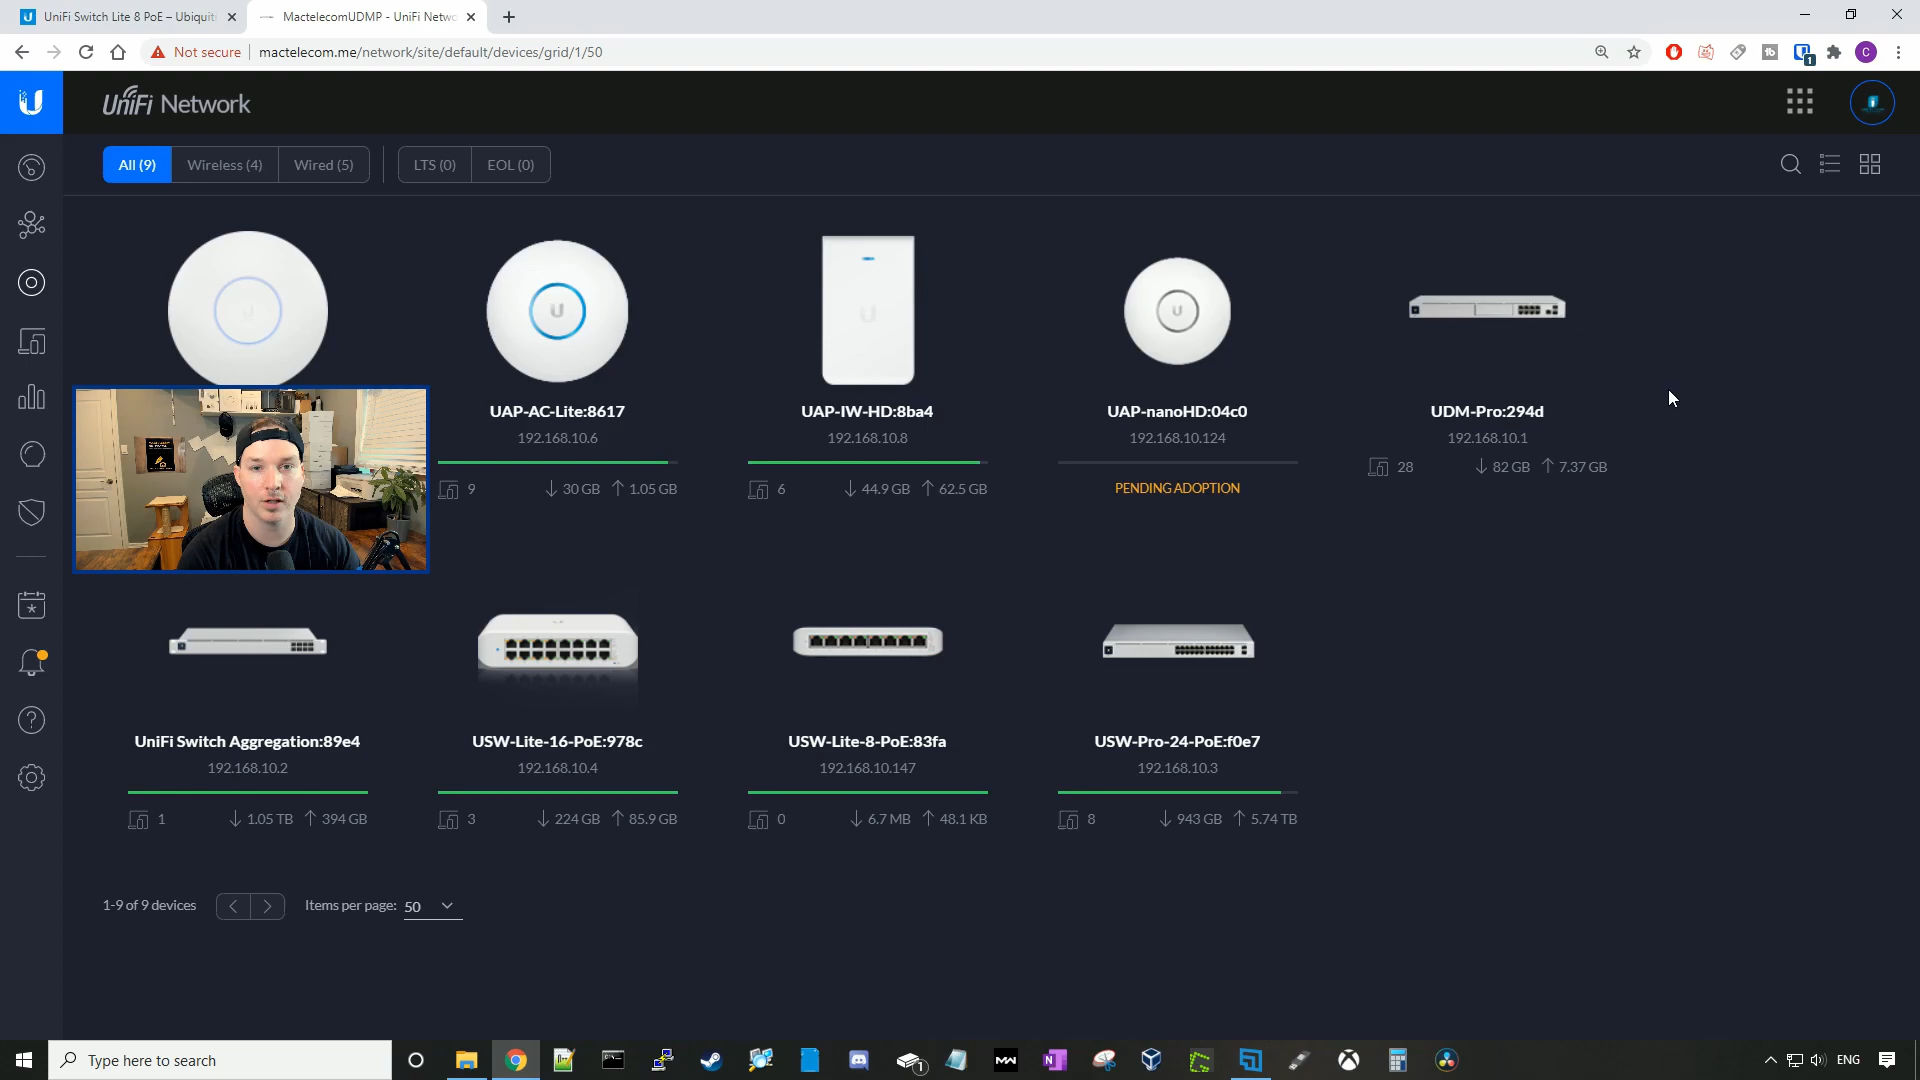 UniFi Switch Lite 8 PoE – Ubiquiti
MactelecomUDMP - UniFi Netwo
Not secure
mactelecom.me/network/site/default/devices/grid/1/50
C
1
UniFi Network
All (9)
Wireless (4)
Wired (5)
LTS (0)
EOL (0)
UAP-AC-Lite:8617
UAP-IW-HD:8ba4
UAP-nanoHD:04c0
UDM-Pro:294d
192.168.10.6
192.168.10.8
192.168.10.124
192.168.10.1
9
30 GB
1.05 GB
6
44.9 GB
62.5 GB
PENDING ADOPTION
28
82 GB
7.37 GB
UniFi Switch Aggregation:89e4
USW-Lite-16-PoE:978c
USW-Lite-8-PoE:83fa
USW-Pro-24-PoE:f0e7
192.168.10.2
192.168.10.4
192.168.10.147
192.168.10.3
1
1.05 TB
394 GB
3
224 GB
85.9 GB
0
6.7 MB
48.1 KB
8
943 GB
5.74 TB
1-9 of 9 devices
Items per page:
50
Type here to search
MW
N
1
ENG